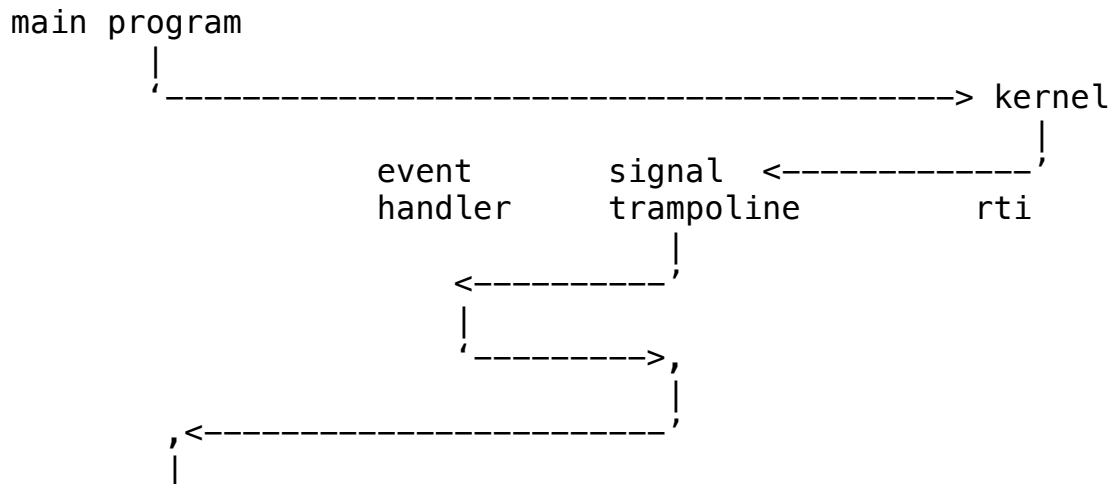 main program
kernel
event signal
handler trampoline rti